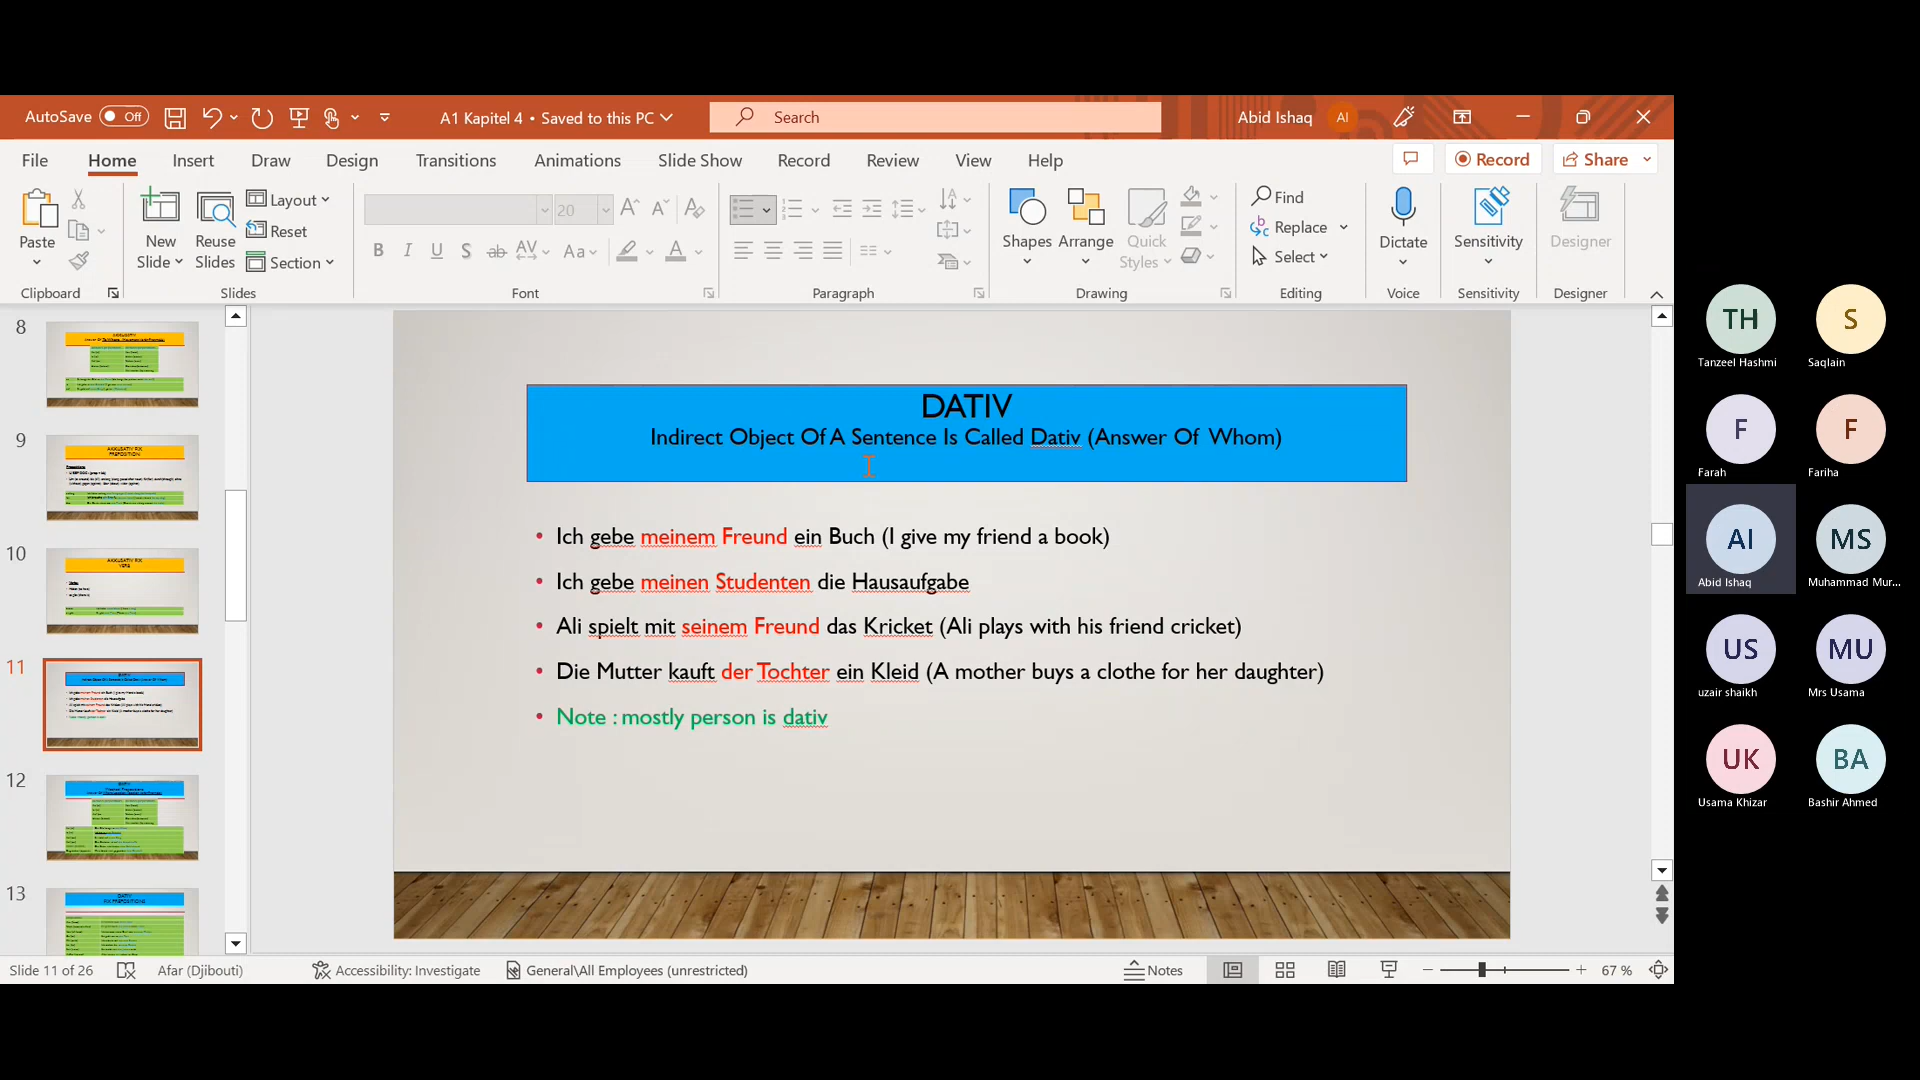 AutoSave Off A1 Kapitel 4 • Saved to this PC Search Abid Ishaq AI
File Home Insert Draw Design Transitions Animations Slide Show Record Review View Help Record Share
Paste New Slide Reuse Slides Layout Reset Section 20 Shapes Arrange Quick Styles Find Replace Select Dictate Sensitivity Designer
Clipboard Slides Font Paragraph Drawing Editing Voice Sensitivity Designer
8
9
10
11
12
13
DATIV
Indirect Object Of A Sentence Is Called Dativ (Answer Of Whom)
• Ich gebe meinem Freund ein Buch (I give my friend a book)
• Ich gebe meinen Studenten die Hausaufgabe
• Ali spielt mit seinem Freund das Kricket (Ali plays with his friend cricket)
• Die Mutter kauft der Tochter ein Kleid (A mother buys a clothe for her daughter)
• Note : mostly person is dativ
Slide 11 of 26 Afar (Djibouti) Accessibility: Investigate General\All Employees (unrestricted) Notes 67 %
TH S
Tanzeel Hashmi Saqlain
F F
Farah Fariha
AI MS
Abid Ishaq Muhammad Mur...
US MU
uzair shaikh Mrs Usama
UK BA
Usama Khizar Bashir Ahmed